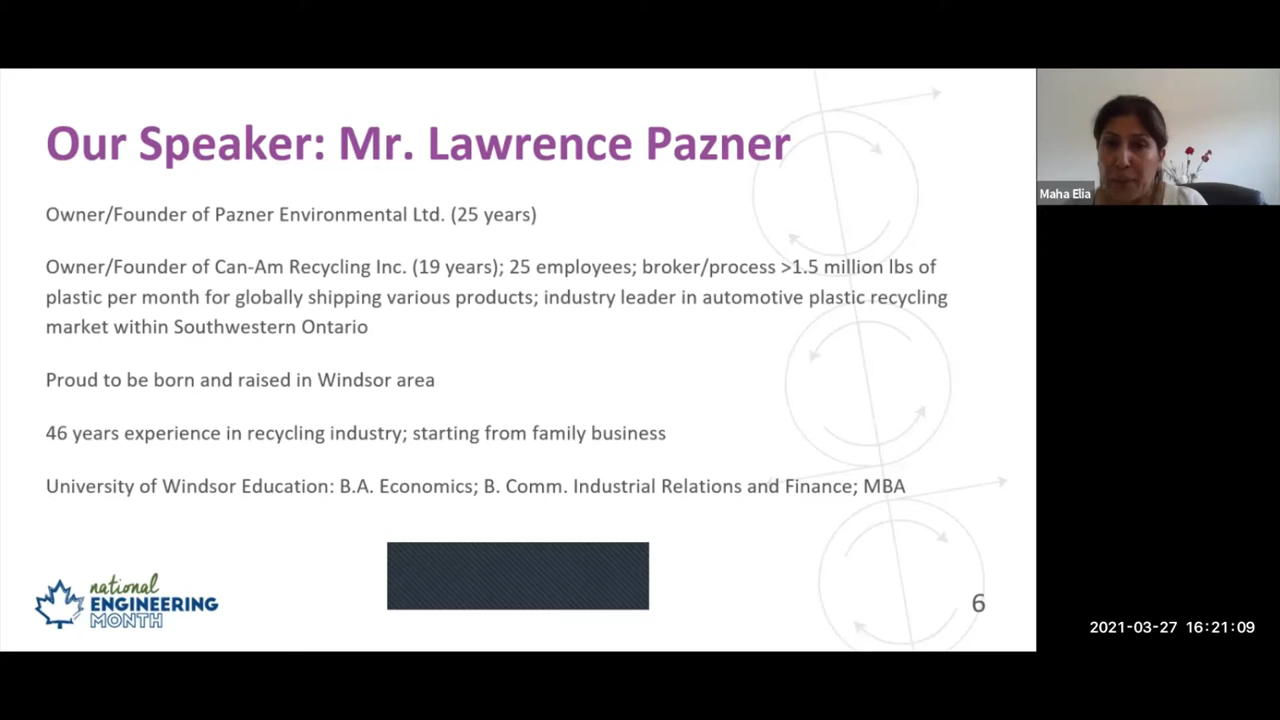 Our Speaker: Mr. Lawrence Pazner
Owner/Founder of Pazner Environmental Ltd. (25 years)
Owner/Founder of Can-Am Recycling Inc. (19 years); 25 employees; broker/process >1.5 million lbs of
plastic per month for globally shipping various products; industry leader in automotive plastic recycling
market within Southwestern Ontario
Proud to be born and raised in Windsor area
46 years experience in recycling industry; starting from family business
University of Windsor Education: B.A. Economics; B. Comm. Industrial Relations and Finance; MBA
national
ENGINEERING
MONTH
6
Maha Elia
2021-03-27 16:21:09